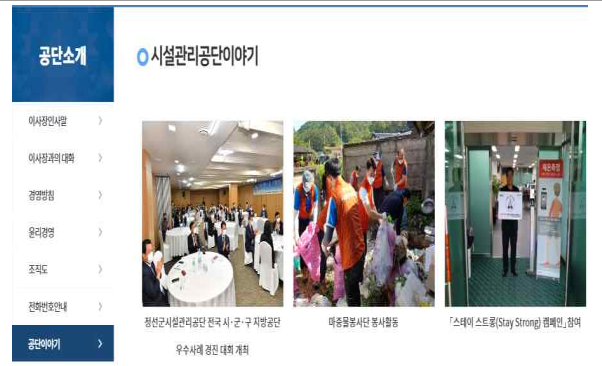 공단소개
시설관리공단이야기
이사장인사말
이사장과의 대화
경영방침
윤리경영
조직도
전화번호안내
공단이야기
정선군시설관리공단 전국 시·군·구 지방공단
우수사례 경진 대회 개최
마중물봉사단 봉사활동
「스테이 스트롱(Stay Strong) 캠페인」 참여
체온측정